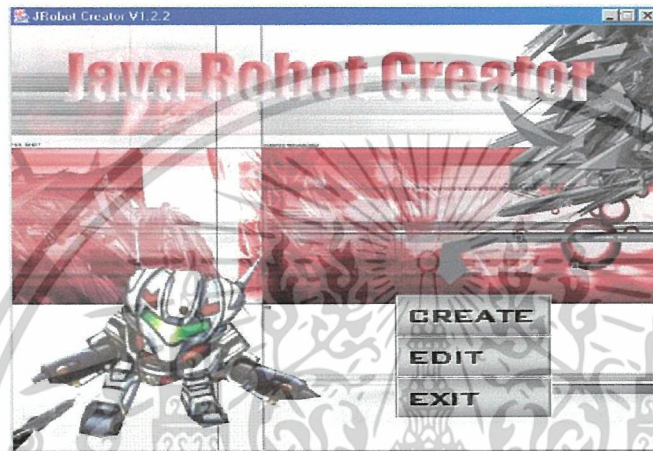 JRobot Creator V1.2.2
Java Robot Creator
CREATE
EDIT
EXIT